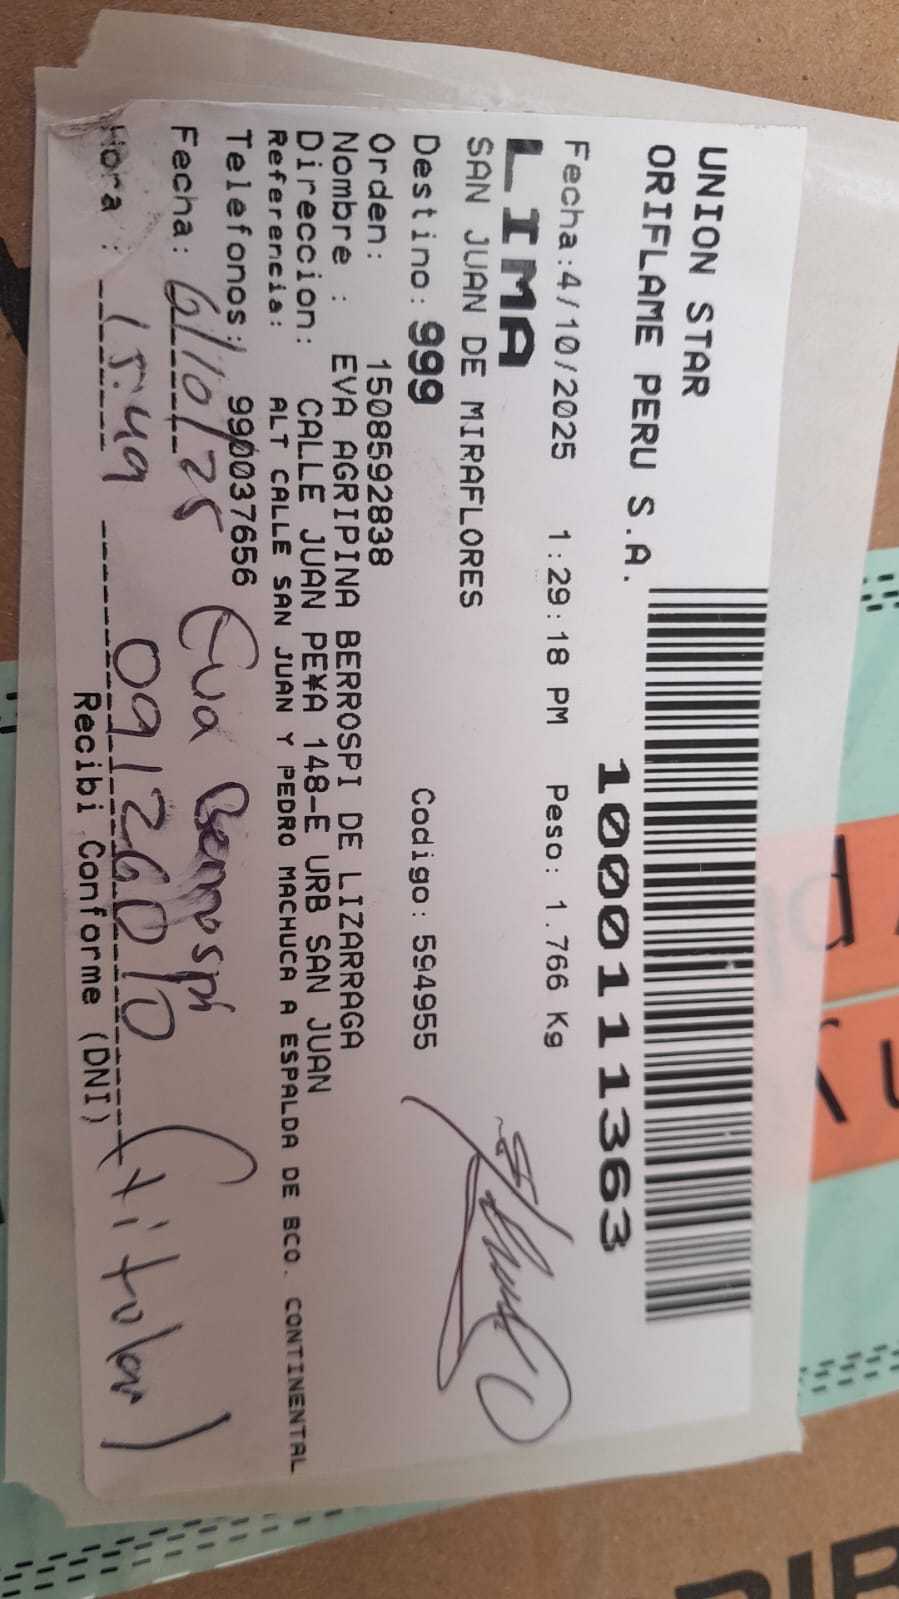 UNION STAR
ORIFLAME PERU S.A.
10001111363
Fecha:4/10/2025 1:29:18 PM Peso: 1.766 Kg
LIMA
SAN JUAN DE MIRAFLORES
Destino: 999 Codigo: 594955
Orden: 1508592838
Nombre : EVA AGRIPINA BERROSPI DE LIZARRAGA
Direccion: CALLE JUAN PE¥A 148-E URB SAN JUAN
Referencia: ALT CALLE SAN JUAN Y PEDRO MACHUCA A ESPALDA DE BCO. CONTINENTAL
Telefonos: 990037656
Fecha: 6/10/25 Eva Berrospi
Hora : 15:49 09126010 (titular)
Recibi Conforme (DNI)